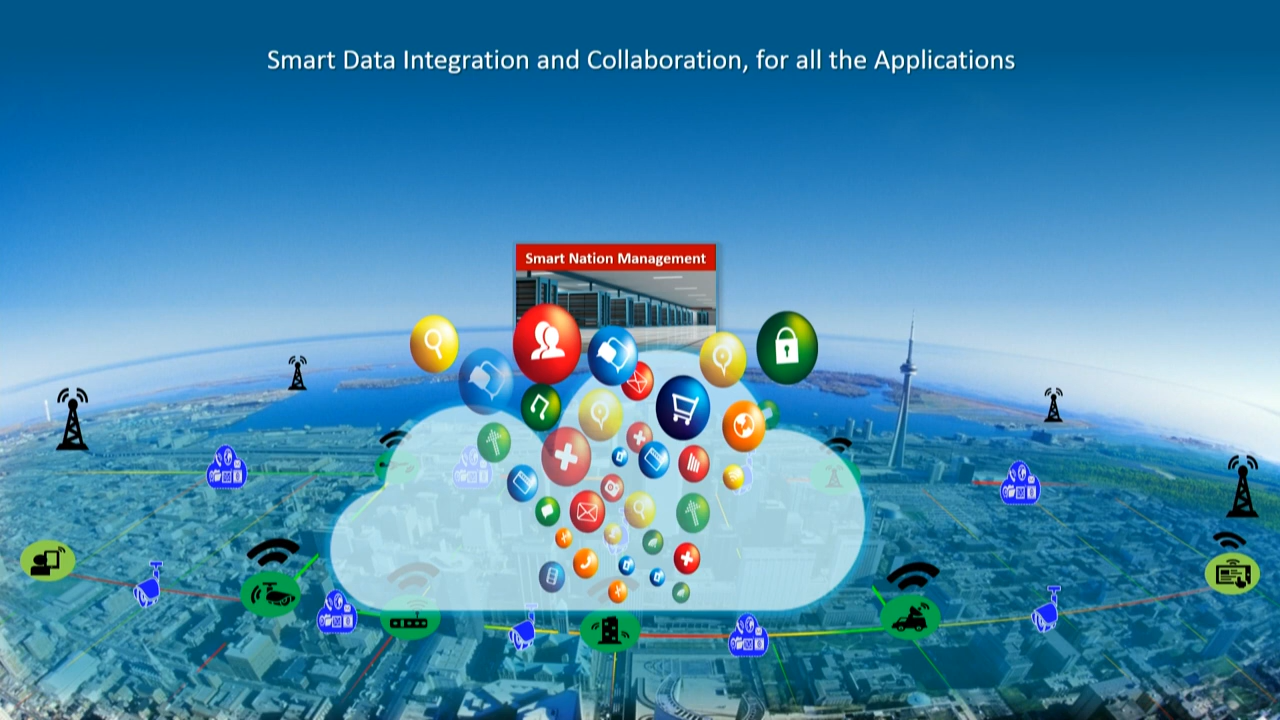 Smart Data Integration and Collaboration, for all the Applications
Smart Nation Management